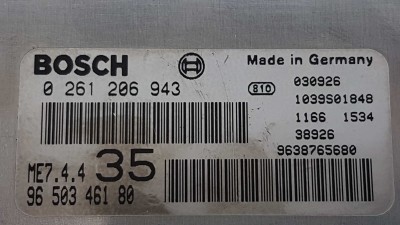 BOSCH
Made in Germany
0 261 206 943
810
030926
1039S01848
1166 1534
38926
9638765680
ME7.4.4 35
96 503 461 80